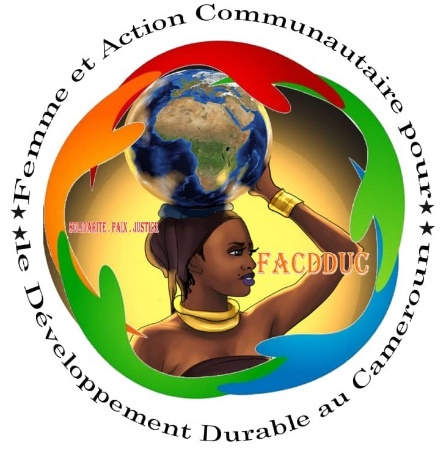 ★Femme et Action Communautaire pour★
★le Développement Durable au Cameroun★
SOLIDARITE . PAIX . JUSTICE
FACDDUC